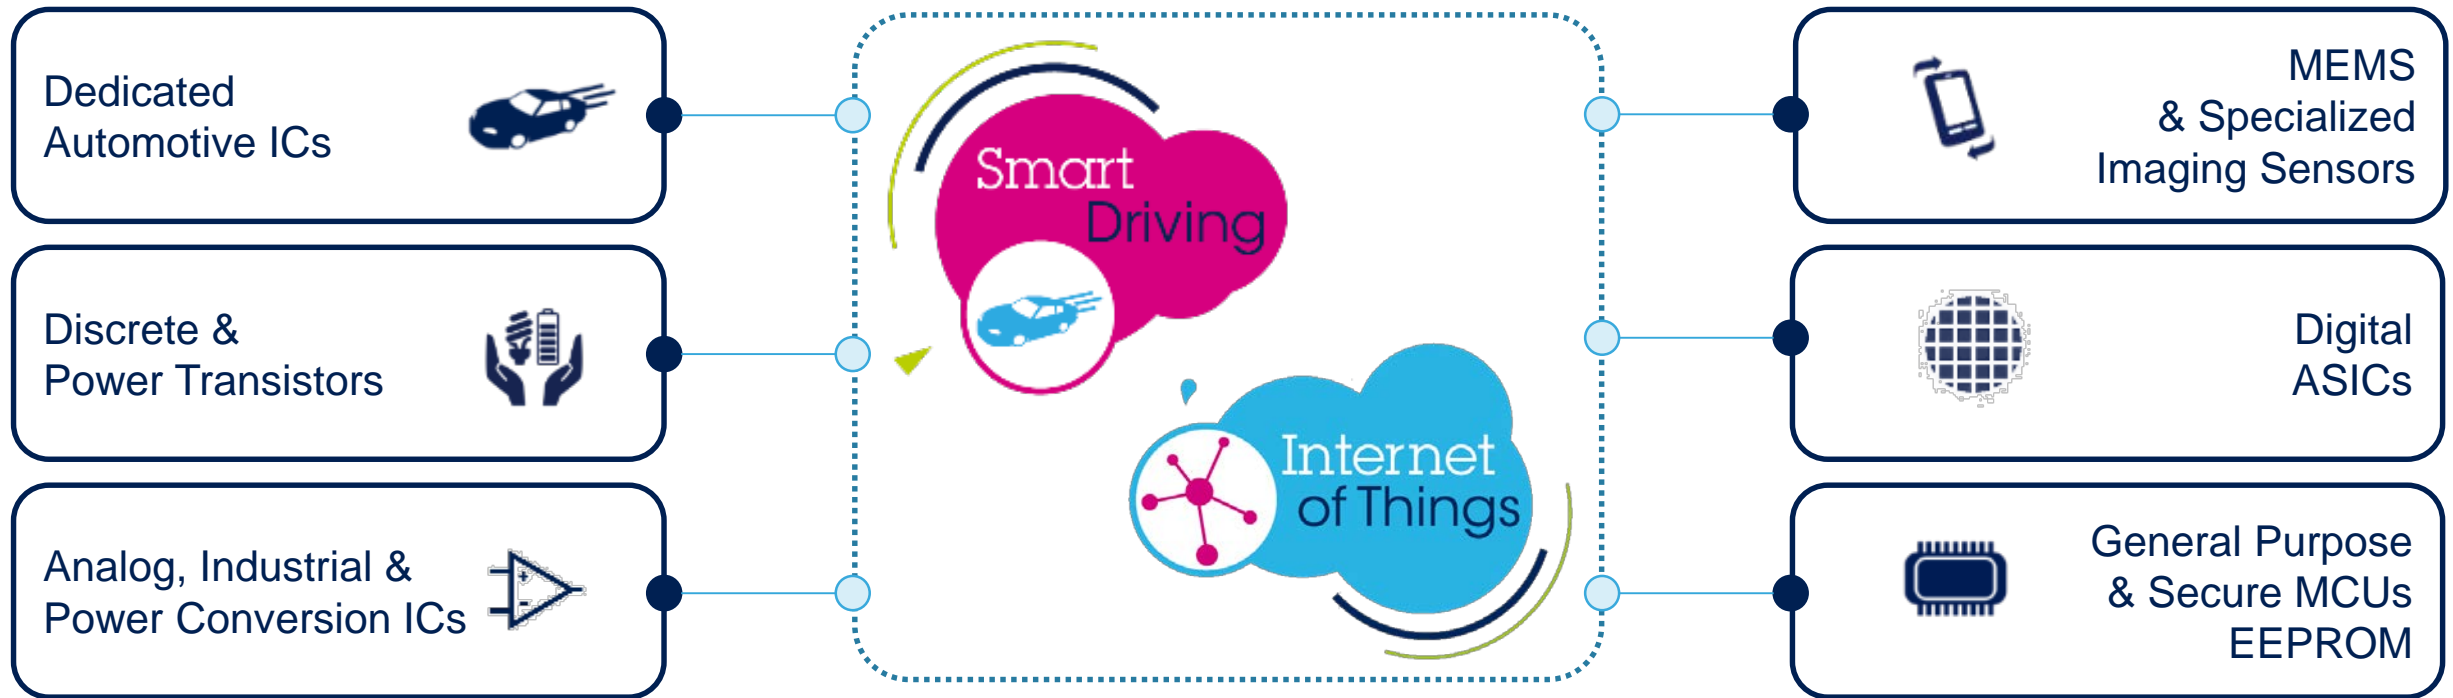 Dedicated
Automotive ICs
Discrete &
Power Transistors
Analog, Industrial &
Power Conversion ICs
Smart
Driving
Internet
of Things
MEMS
& Specialized
Imaging Sensors
Digital
ASICs
General Purpose
& Secure MCUs
EEPROM